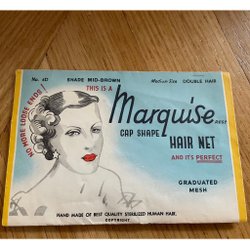 No. 40 SHADE MID-BROWN Medium Size DOUBLE HAIR
NO MORE LOOSE ENDS!
THIS IS A
Marquise REGD
CAP SHAPE HAIR NET
AND IT'S PERFECT
GRADUATED
MESH
HAND MADE OF BEST QUALITY STERILIZED HUMAN HAIR.
COPYRIGHT